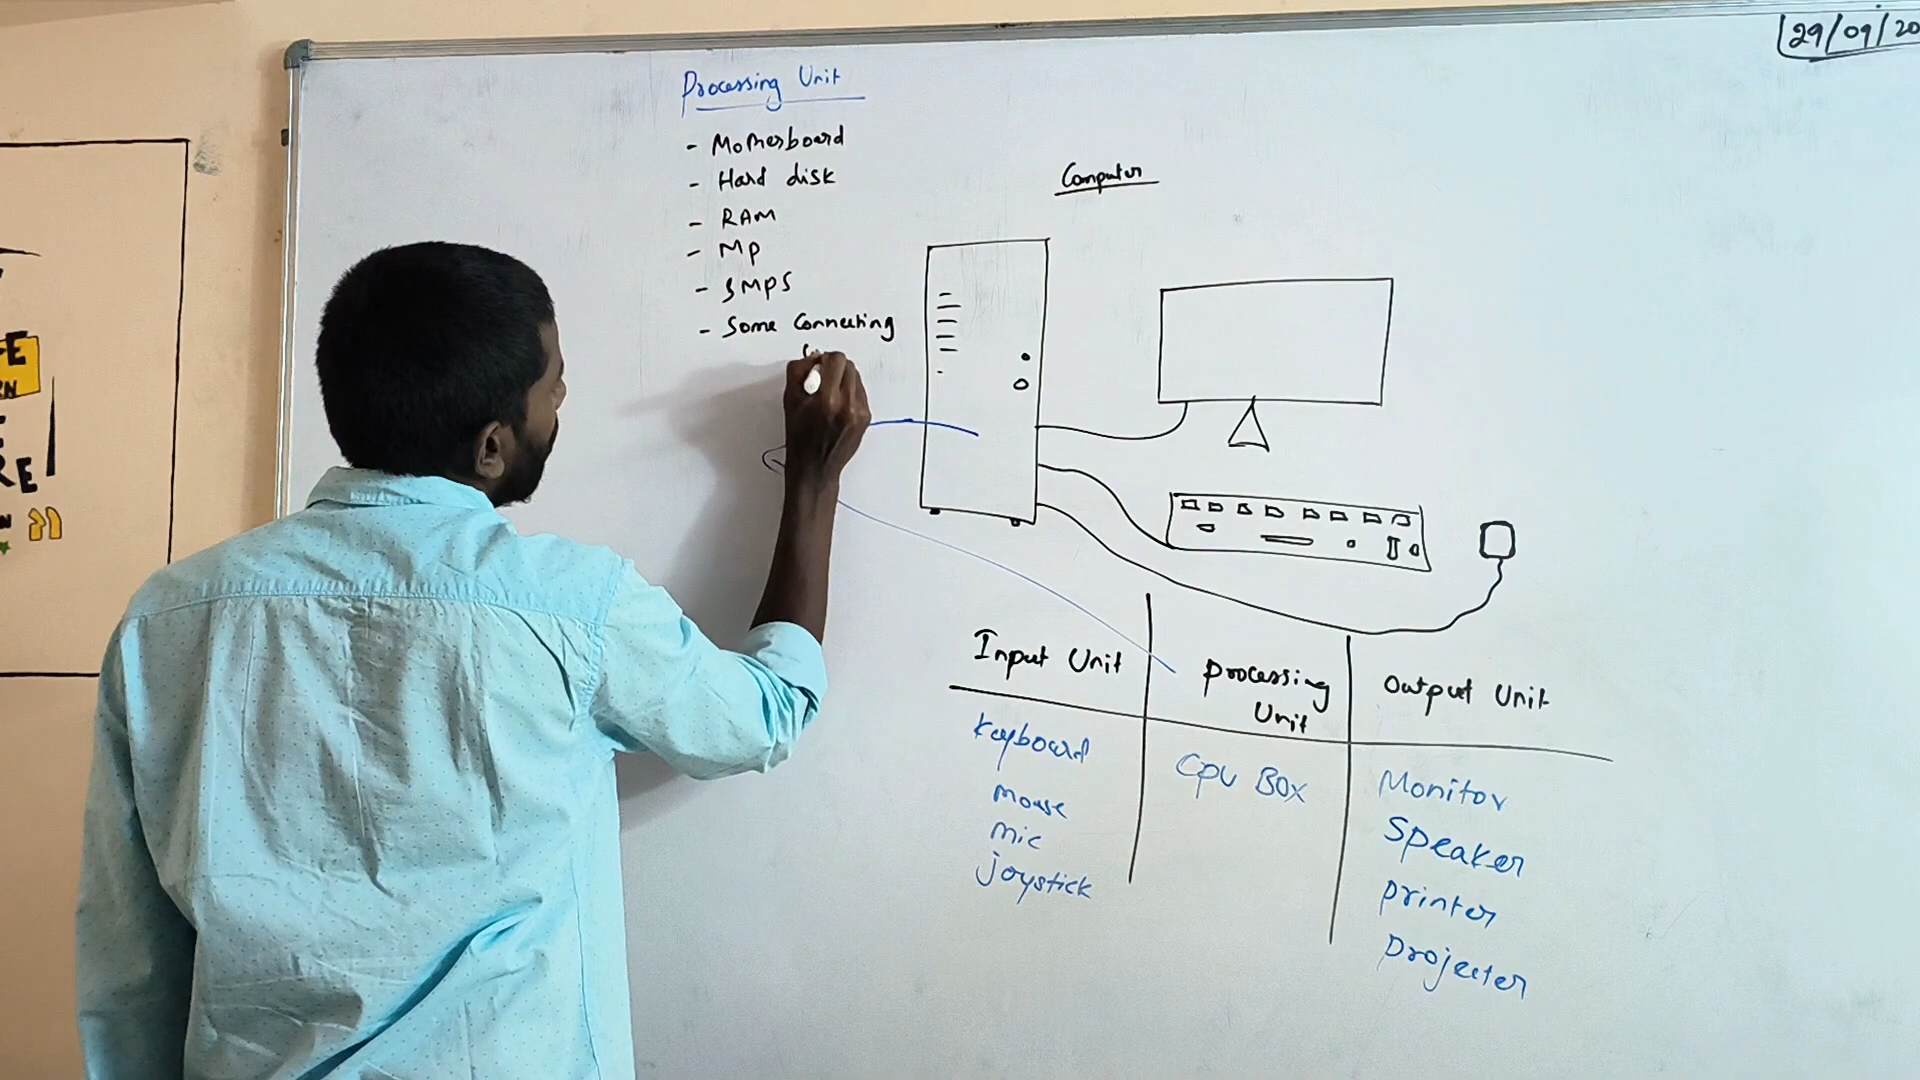 29/09/20
Processing Unit
- Motherboard
- Hard disk
- RAM
- MP
- SMPS
- Some Connecting
Computer
Input Unit
Processing
Unit
Output Unit
Keyboard
Mouse
Mic
joystick
CPU BOX
Monitor
Speaker
Printer
Projecter